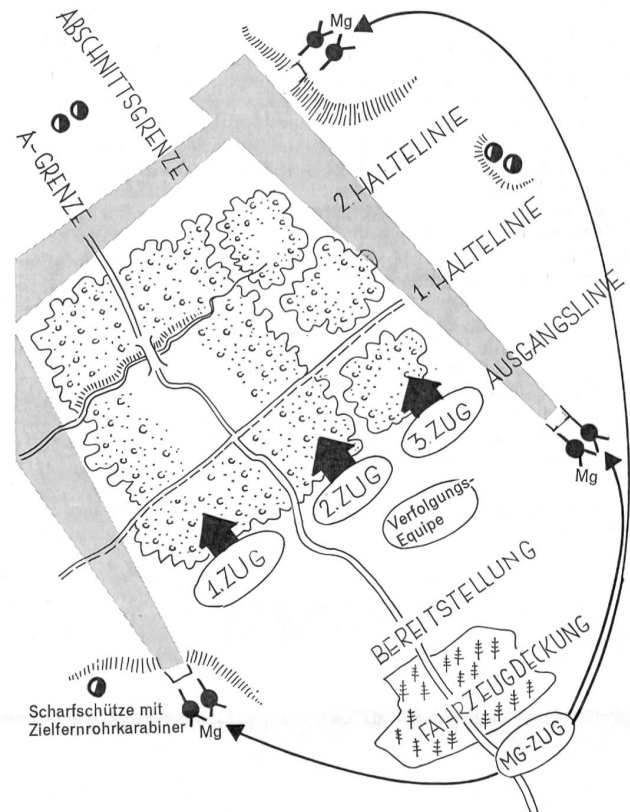 ABSCHNITTSGRENZE
A-GRENZE
Mg
2. HALTELINIE
1. HALTELINIE
AUSGANGSLINIE
3. ZUG
Mg
2. ZUG
Verfolgungs-
Equipe
1. ZUG
BEREITSTELLUNG
FAHRZEUGDECKUNG
Scharfschütze mit
Zielfernrohrkarabiner
Mg
MG-ZUG